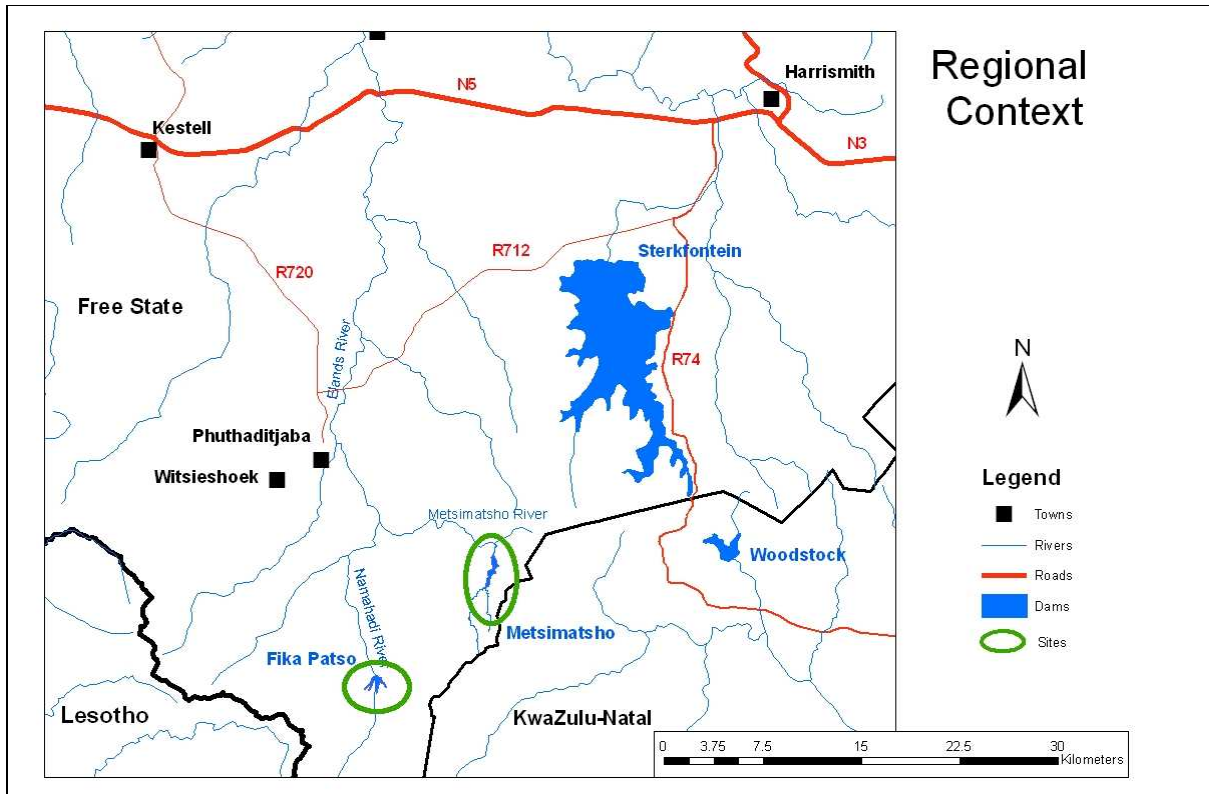 Regional
Context
Harrismith
N5
Kestell
N3
Sterkfontein
R712
R720
Free State
Elands River
R74
N
Phuthaditjaba
Witsieshoek
Legend
Towns
Metsimatsho River
Rivers
Woodstock
Roads
Namahadi River
Dams
Metsimatsho
Sites
Fika Patso
Lesotho
KwaZulu-Natal
0 3.75 7.5 15 22.5 30
Kilometers